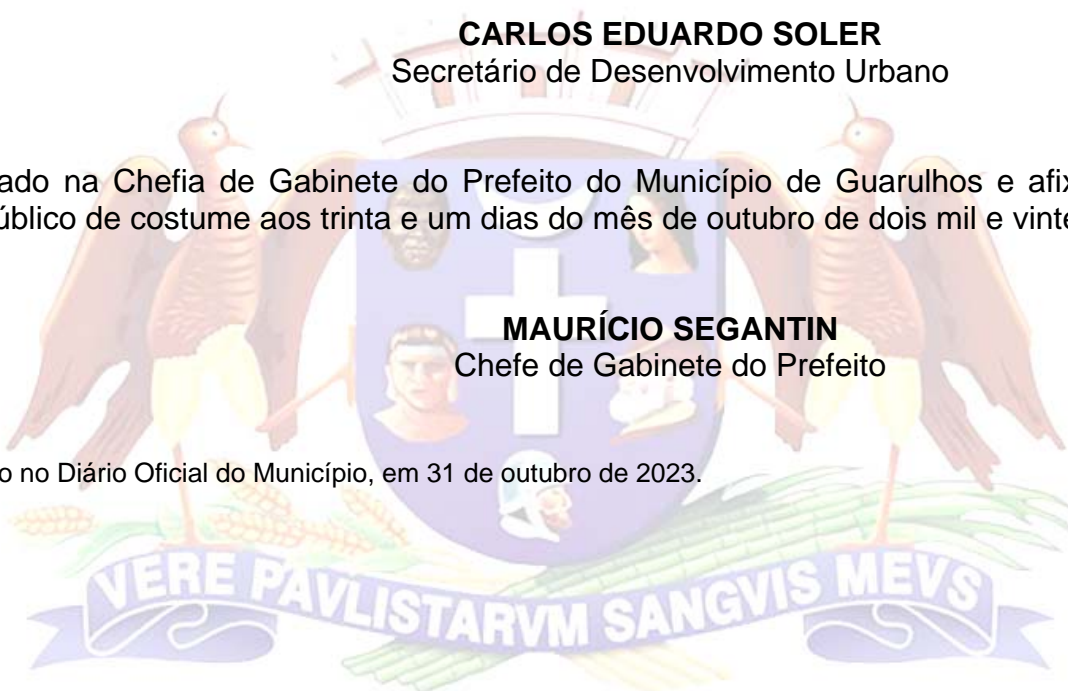 CARLOS EDUARDO SOLER
Secretário de Desenvolvimento Urbano
ado na Chefia de Gabinete do Prefeito do Município de Guarulhos e afix
úblico de costume aos trinta e um dias do mês de outubro de dois mil e vinte
MAURÍCIO SEGANTIN
Chefe de Gabinete do Prefeito
o no Diário Oficial do Município, em 31 de outubro de 2023.
VERE PAVLISTARVM SANGVIS MEVS